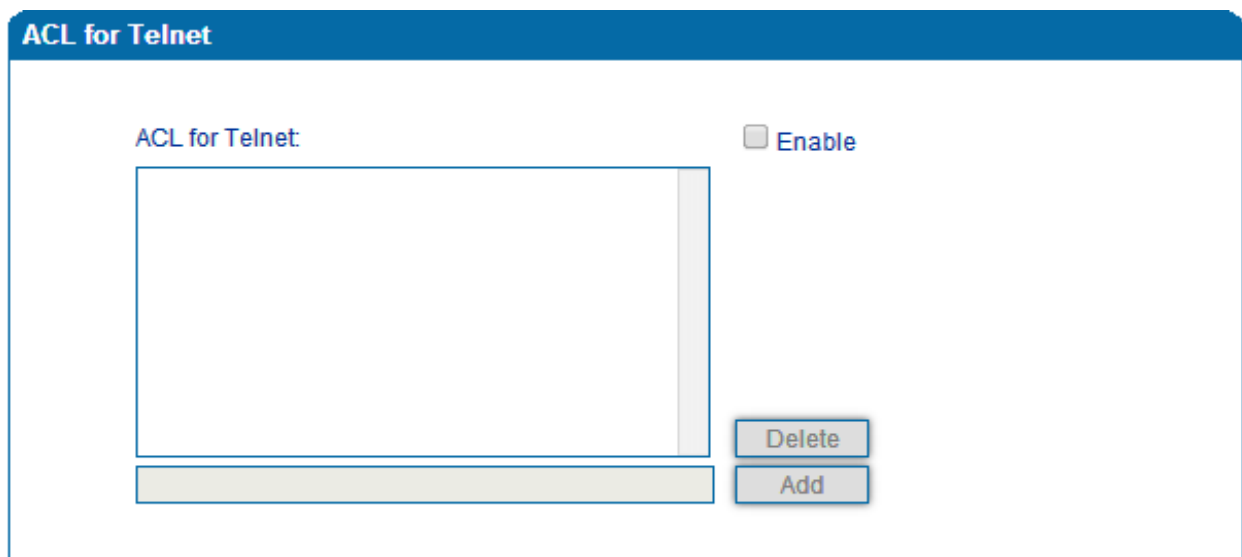 ACL for Telnet
ACL for Telnet:
Enable
Delete
Add